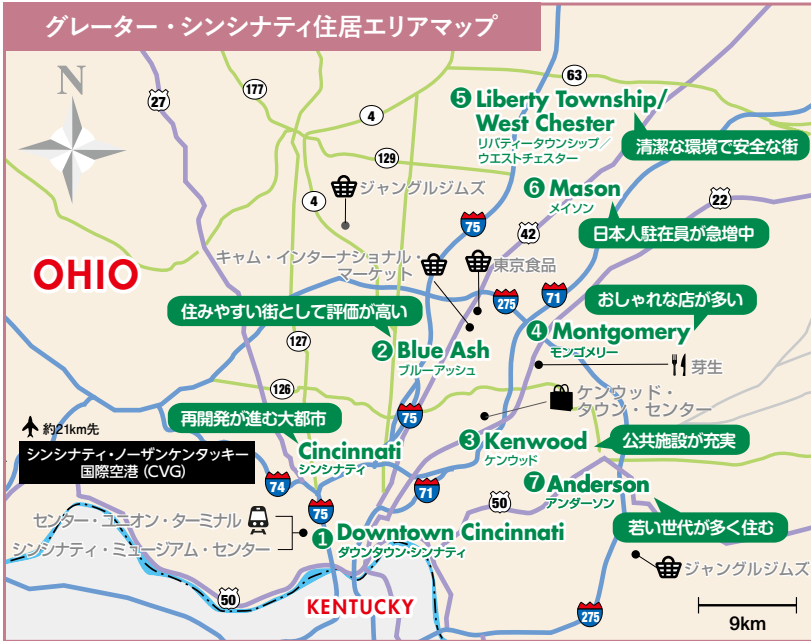 グレーター・シンシナティ住居エリアマップ
N
27
177
4
63
❺ Liberty Township/
West Chester
リバティータウンシップ／
ウエストチェスター
清潔な環境で安全な街
129
4
ジャングルジムズ
❻ Mason
メイソン
22
75
42
日本人駐在員が急増中
キャム・インターナショナル・
マーケット
東京食品
OHIO
275
71
おしゃれな店が多い
住みやすい街として評価が高い
❹ Montgomery
モンゴメリー
127
❷ Blue Ash
ブルーアッシュ
芽生
126
ケンウッド・
タウン・センター
再開発が進む大都市
75
約21km先
シンシナティ・ノーザンケンタッキー
国際空港 (CVG)
Cincinnati
シンシナティ
❸ Kenwood
ケンウッド
公共施設が充実
74
71
❼ Anderson
アンダーソン
50
75
センター・ユニオン・ターミナル
シンシナティ・ミュージアム・センター
❶ Downtown Cincinnati
ダウンタウン・シンシナティ
若い世代が多く住む
ジャングルジムズ
50
KENTUCKY
275
9km